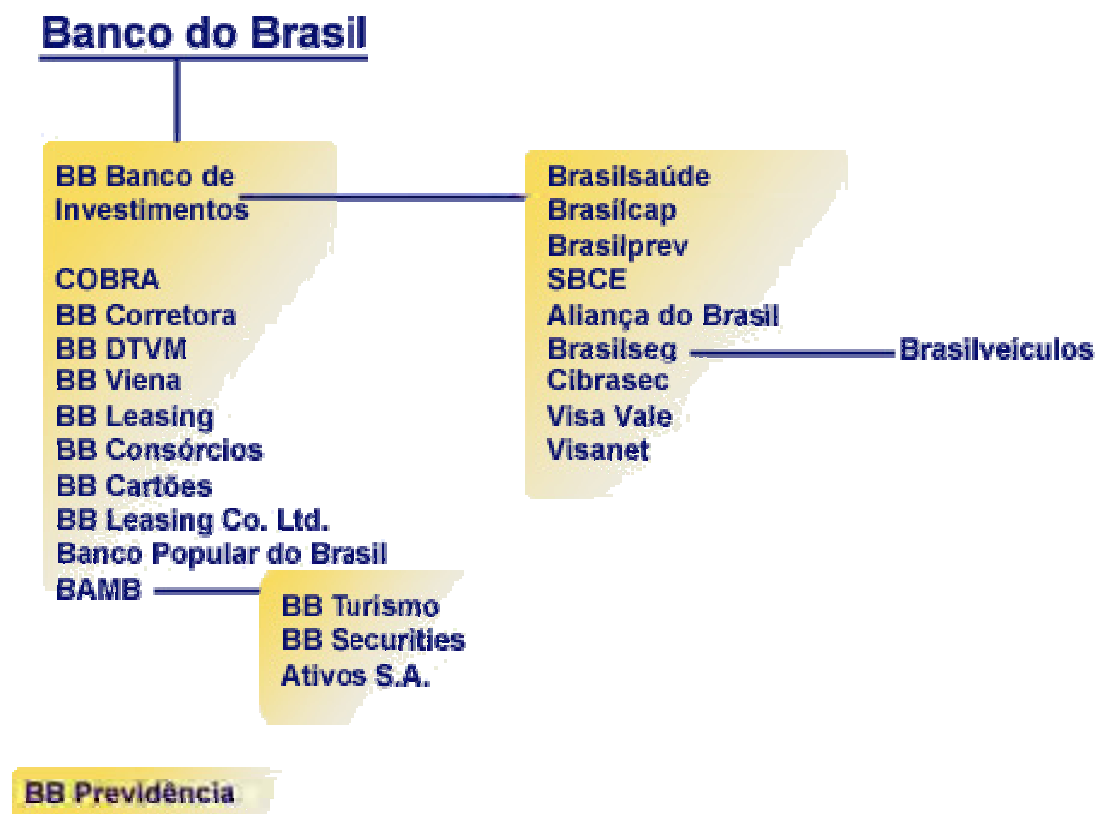 Banco do Brasil
BB Banco de
Investimentos
COBRA
BB Corretora
BB DTVM
BB Viena
BB Leasing
BB Consórcios
BB Cartões
BB Leasing Co. Ltd.
Banco Popular do Brasil
BAMB
Brasilsaúde
Brasilcap
Brasilprev
SBCE
Aliança do Brasil
Brasilseg
Cibrasec
Visa Vale
Visanet
Brasilveículos
BB Turismo
BB Securities
Ativos S.A.
BB Previdência